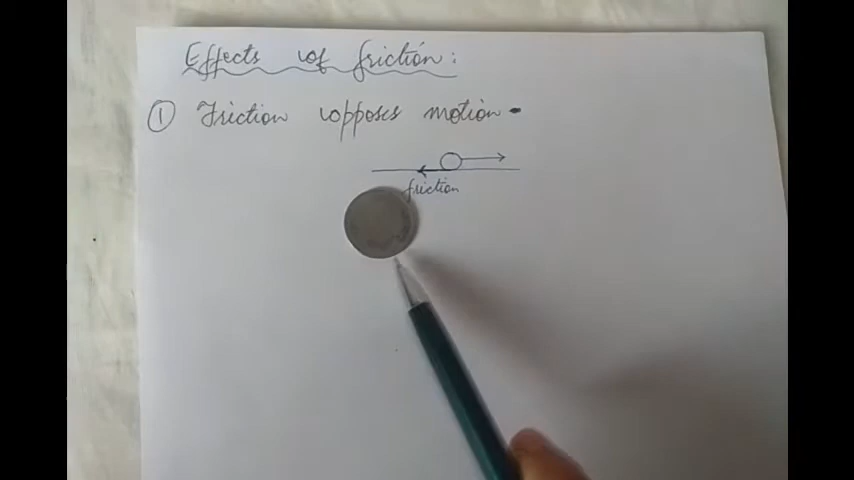 Effects of friction:
① Friction opposes motion -
friction